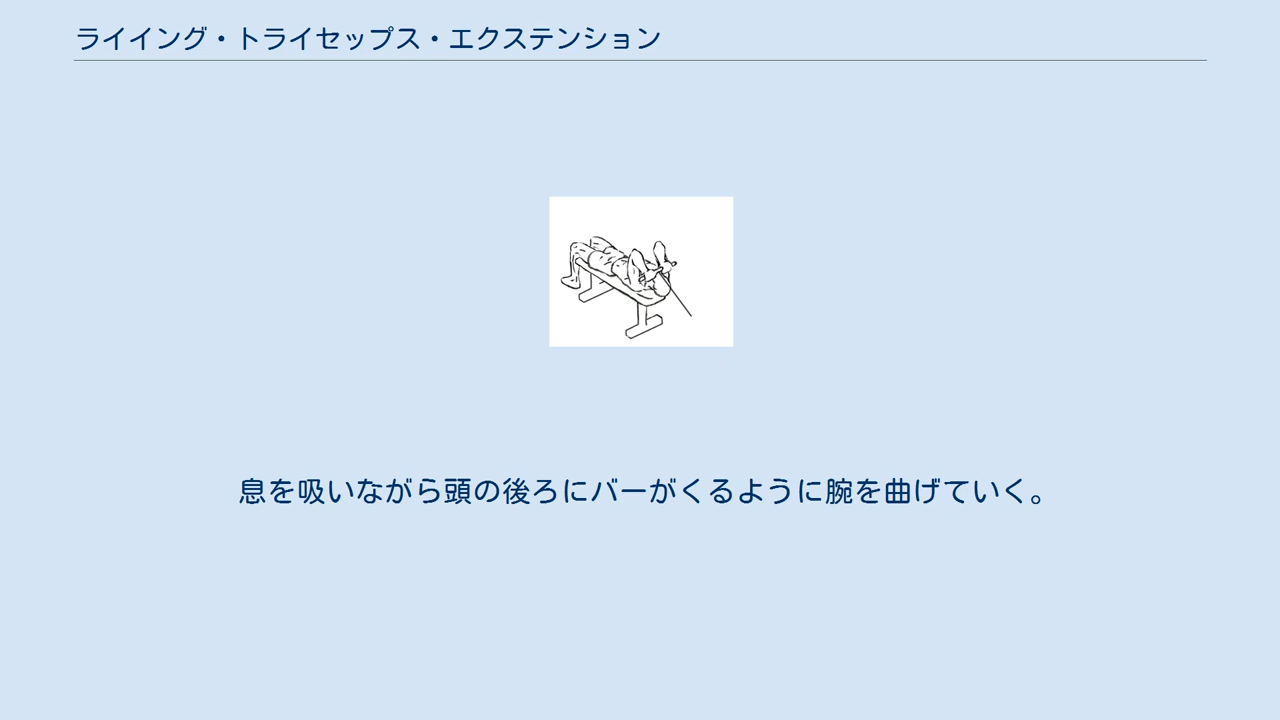 ライイング・トライセップス・エクステンション
息を吸いながら頭の後ろにバーがくるように腕を曲げていく。